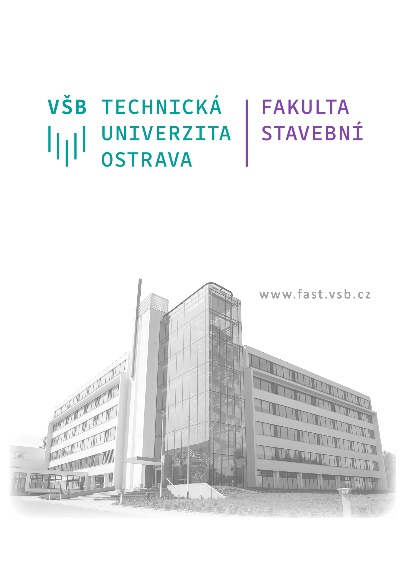 VŠB TECHNICKÁ
UNIVERZITA
OSTRAVA
FAKULTA
STAVEBNÍ
www.fast.vsb.cz